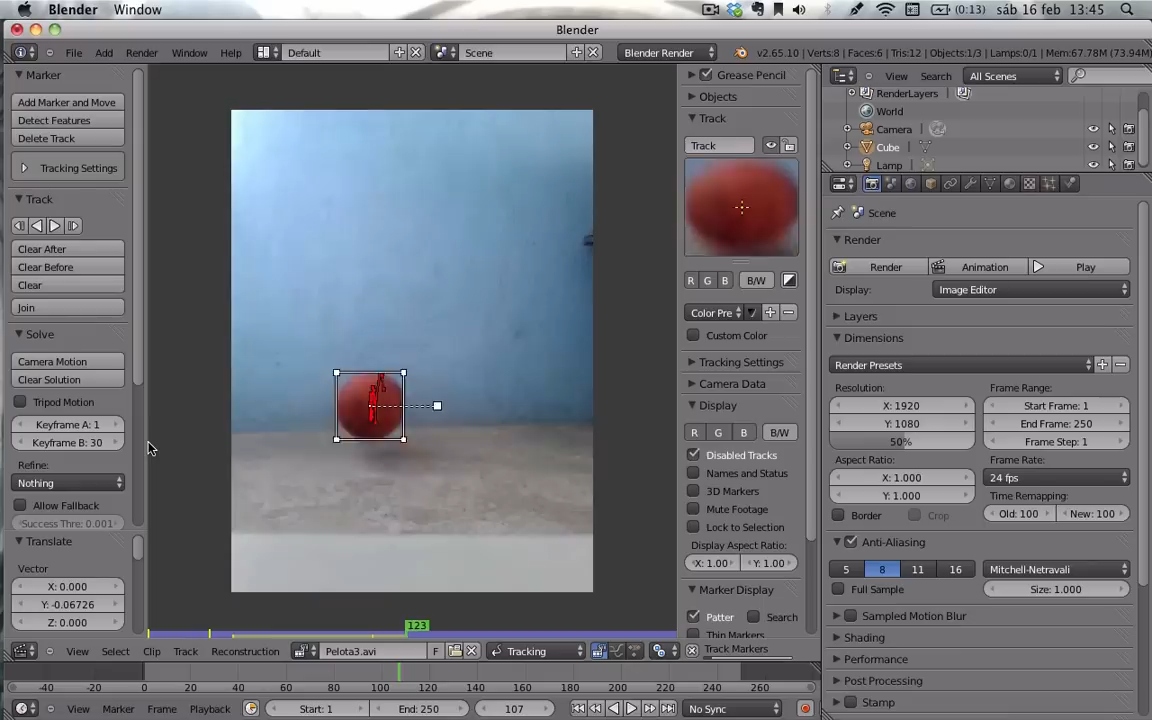 Blender Window (0:13) sáb 16 feb 13:45
Blender
File Add Render Window Help Default Scene Blender Render v2.65.10 | Verts:8 | Faces:6 | Tris:12 | Objects:1/3 | Lamps:0/1 | Mem:67.78M (73.94M)
Marker
Add Marker and Move
Detect Features
Delete Track
Tracking Settings
Track
Clear After
Clear Before
Clear
Join
Solve
Camera Motion
Clear Solution
Tripod Motion
Keyframe A: 1
Keyframe B: 30
Refine:
Nothing
Allow Fallback
Success Thre: 0.001
Translate
Vector
X: 0.000
Y: -0.06726
Z: 0.000
123
Grease Pencil
Objects
Track
Track
R G B B/W
Color Pre
Custom Color
Tracking Settings
Camera Data
Display
R G B B/W
Disabled Tracks
Names and Status
3D Markers
Mute Footage
Lock to Selection
Display Aspect Ratio:
X: 1.00 Y: 1.00
Marker Display
Patter Search
Thin Markers
View Search All Scenes
RenderLayers
World
Camera
Cube
Lamp
Scene
Render
Render Animation Play
Display: Image Editor
Layers
Dimensions
Render Presets
Resolution: Frame Range:
X: 1920 Start Frame: 1
Y: 1080 End Frame: 250
50% Frame Step: 1
Aspect Ratio: Frame Rate:
X: 1.000 24 fps
Y: 1.000 Time Remapping:
Border Crop Old: 100 New: 100
Anti-Aliasing
5 8 11 16 Mitchell-Netravali
Full Sample Size: 1.000
Sampled Motion Blur
Shading
Performance
Post Processing
Stamp
View Select Clip Track Reconstruction Pelota3.avi F Tracking Track Markers
-40 -20 0 20 40 60 80 100 120 140 160 180 200 220 240 260
View Marker Frame Playback Start: 1 End: 250 107 No Sync